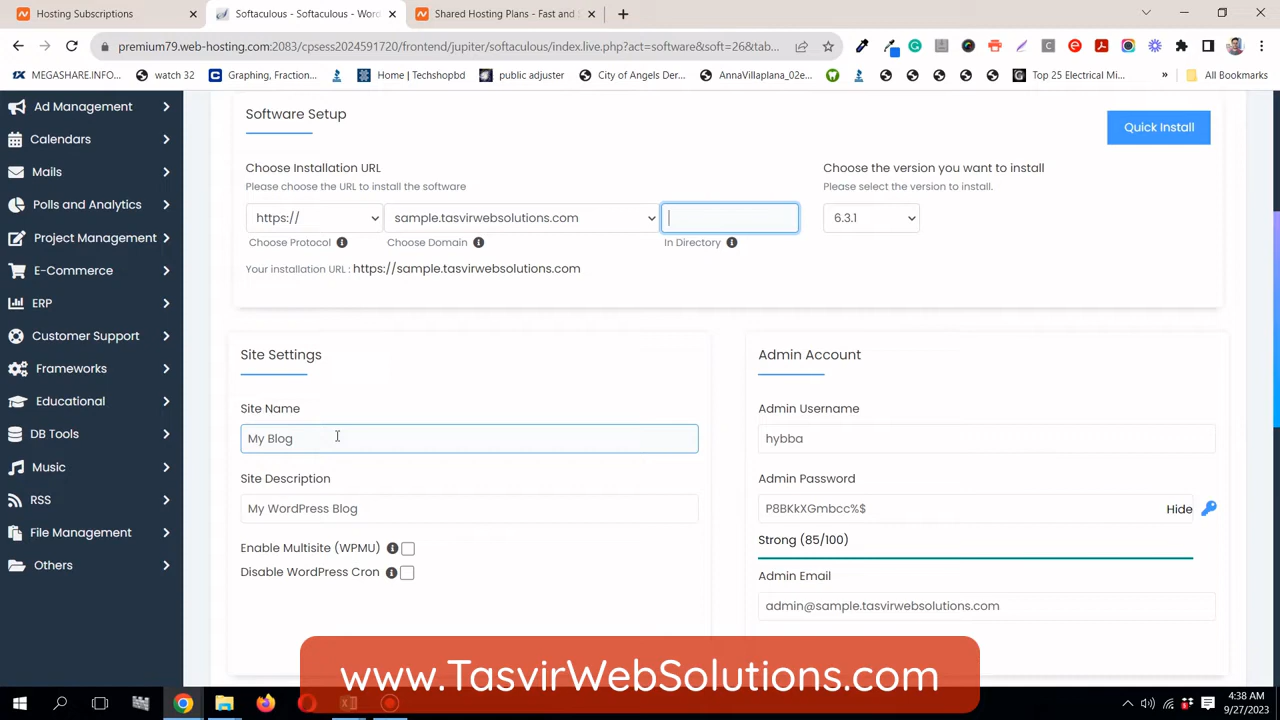 Hosting Subscriptions
Softaculous - Softaculous - Wor
Shared Hosting Plans - Fast and S
premium79.web-hosting.com:2083/cpsess2024591720/frontend/jupiter/softaculous/index.live.php?act=software&soft=26&tab...
MEGASHARE.INFO...
watch 32
Graphing, Fraction...
Home | Techshopbd
public adjuster
City of Angels Der...
AnnaVillaplana_02e...
Top 25 Electrical Mi...
»
All Bookmarks
Ad Management
Calendars
Mails
Polls and Analytics
Project Management
E-Commerce
ERP
Customer Support
Frameworks
Educational
DB Tools
Music
RSS
File Management
Others
Software Setup
Quick Install
Choose Installation URL
Please choose the URL to install the software
https://
sample.tasvirwebsolutions.com
Choose Protocol
Choose Domain
In Directory
Your installation URL : https://sample.tasvirwebsolutions.com
Choose the version you want to install
Please select the version to install.
6.3.1
Site Settings
Site Name
My Blog
Site Description
My WordPress Blog
Enable Multisite (WPMU)
Disable WordPress Cron
Admin Account
Admin Username
hybba
Admin Password
P8BKkXGmbcc%$
Hide
Strong (85/100)
Admin Email
admin@sample.tasvirwebsolutions.com
www.TasvirWebSolutions.com
4:38 AM
9/27/2023